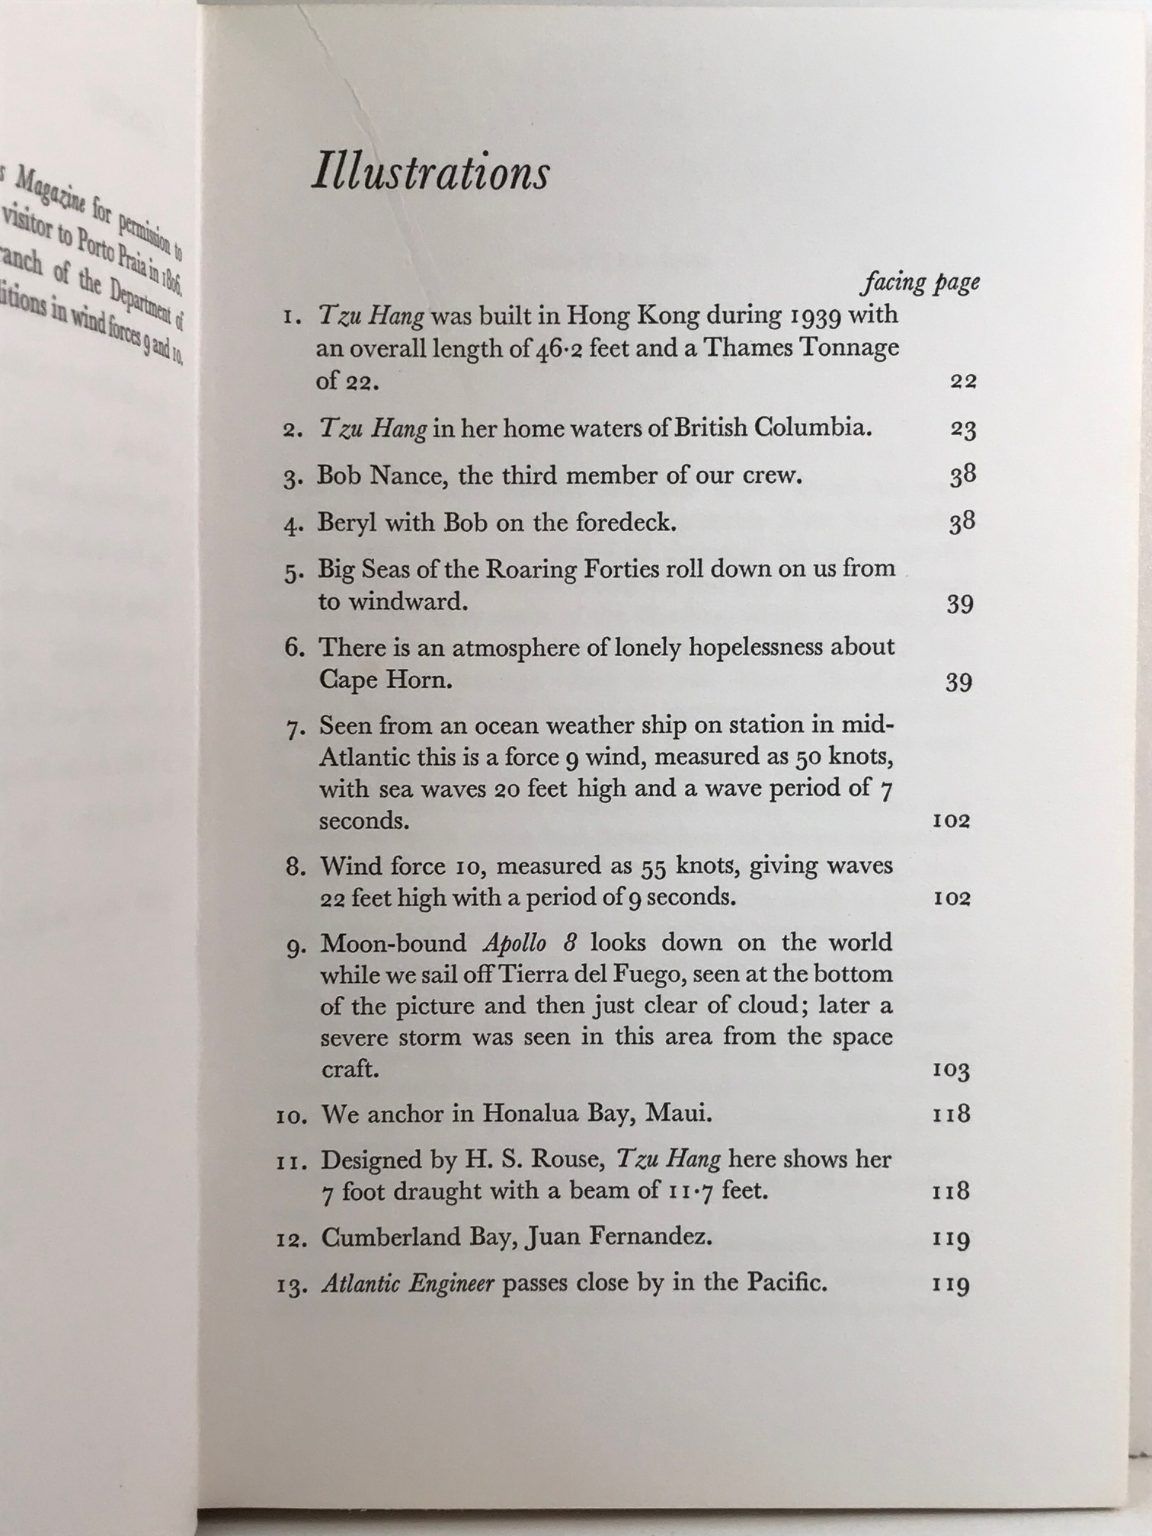 s Magazine for permission to
visitor to Porto Praia in 1806.
ranch of the Department of
in wind forces 9 and 10.
Illustrations
facing page
1. Tzu Hang was built in Hong Kong during 1939 with
an overall length of 46·2 feet and a Thames Tonnage
of 22. 22
2. Tzu Hang in her home waters of British Columbia. 23
3. Bob Nance, the third member of our crew. 38
4. Beryl with Bob on the foredeck. 38
5. Big Seas of the Roaring Forties roll down on us from
to windward. 39
6. There is an atmosphere of lonely hopelessness about
Cape Horn. 39
7. Seen from an ocean weather ship on station in mid-
Atlantic this is a force 9 wind, measured as 50 knots,
with sea waves 20 feet high and a wave period of 7
seconds. 102
8. Wind force 10, measured as 55 knots, giving waves
22 feet high with a period of 9 seconds. 102
9. Moon-bound Apollo 8 looks down on the world
while we sail off Tierra del Fuego, seen at the bottom
of the picture and then just clear of cloud; later a
severe storm was seen in this area from the space
craft. 103
10. We anchor in Honalua Bay, Maui. 118
11. Designed by H. S. Rouse, Tzu Hang here shows her
7 foot draught with a beam of 11·7 feet. 118
12. Cumberland Bay, Juan Fernandez. 119
13. Atlantic Engineer passes close by in the Pacific. 119